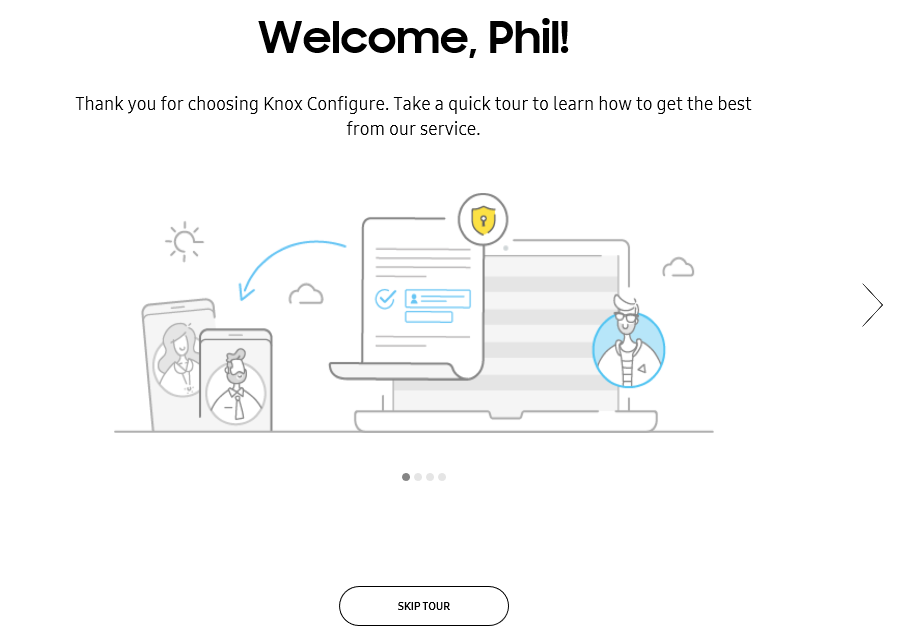 Welcome, Phil!
Thank you for choosing Knox Configure. Take a quick tour to learn how to get the best
from our service.
SKIP TOUR